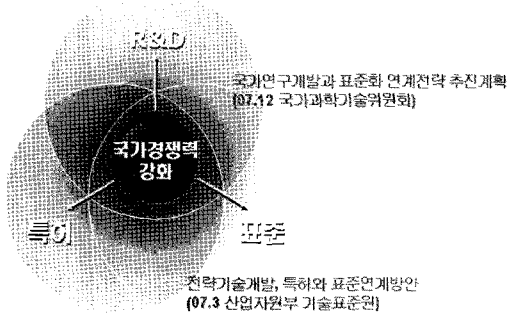 R&D
국가연구개발과 표준화 연계전략 추진계획
(07.12 국가과학기술위원회)
국가경쟁력
강화
특허
표준
전략기술개발, 특허와 표준연계방안
(07.3 산업자원부 기술표준원)